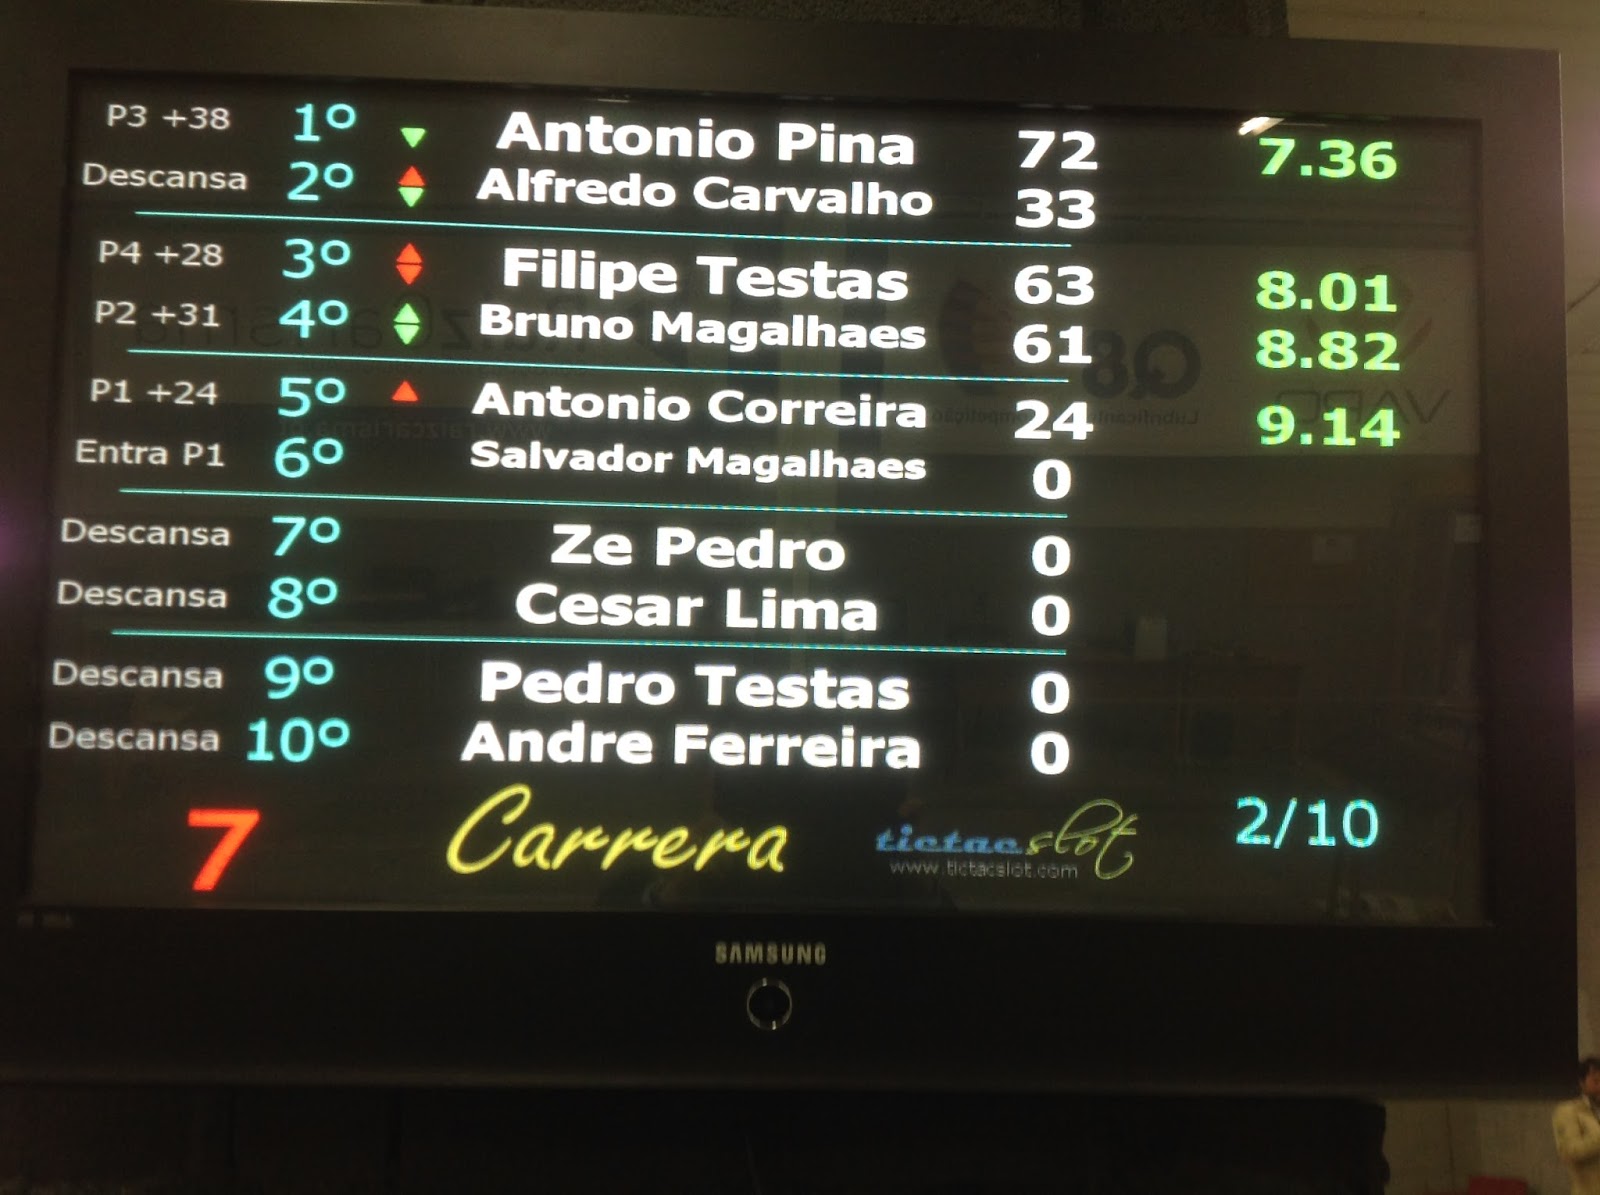 P3 +38 1º Antonio Pina 72 7.36
Descansa 2º Alfredo Carvalho 33
P4 +28 3º Filipe Testas 63 8.01
P2 +31 4º Bruno Magalhaes 61 8.82
P1 +24 5º Antonio Correira 24 9.14
Entra P1 6º Salvador Magalhaes 0
Descansa 7º Ze Pedro 0
Descansa 8º Cesar Lima 0
Descansa 9º Pedro Testas 0
Descansa 10º Andre Ferreira 0
7 Carrera tictacslot 2/10
www.tictacslot.com
SAMSUNG